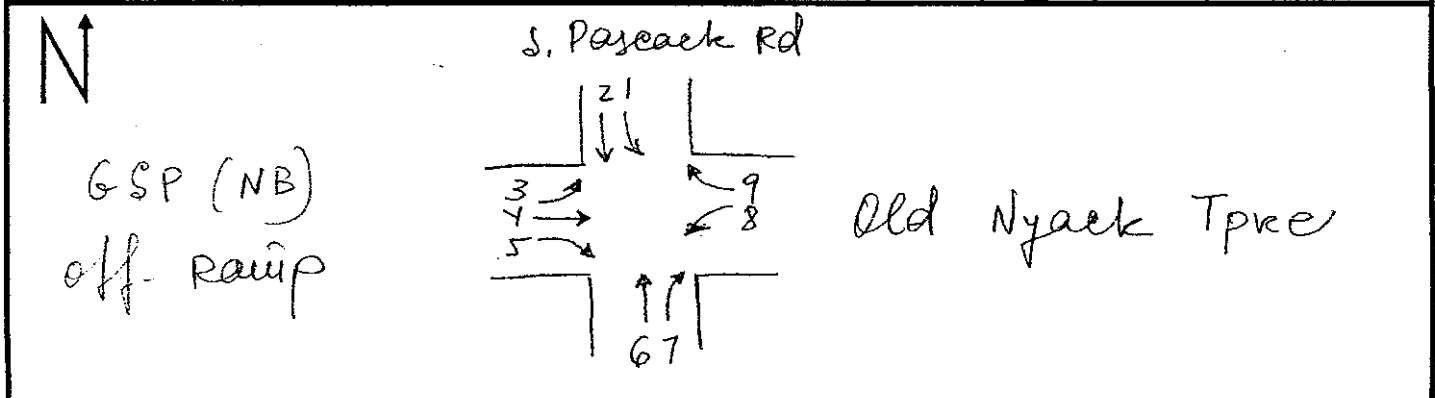 N
S. Pascack Rd
2 1
GSP (NB)
off-Ramp
3
4
5
9
8
Old Nyack Tpke
6 7